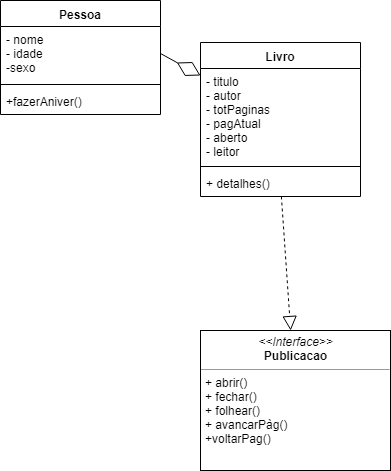 Pessoa
- nome
- idade
-sexo
+fazerAniver()
Livro
- titulo
- autor
- totPaginas
- pagAtual
- aberto
- leitor
+ detalhes()
<<Interface>>
Publicacao
+ abrir()
+ fechar()
+ folhear()
+ avancarPàg()
+voltarPag()